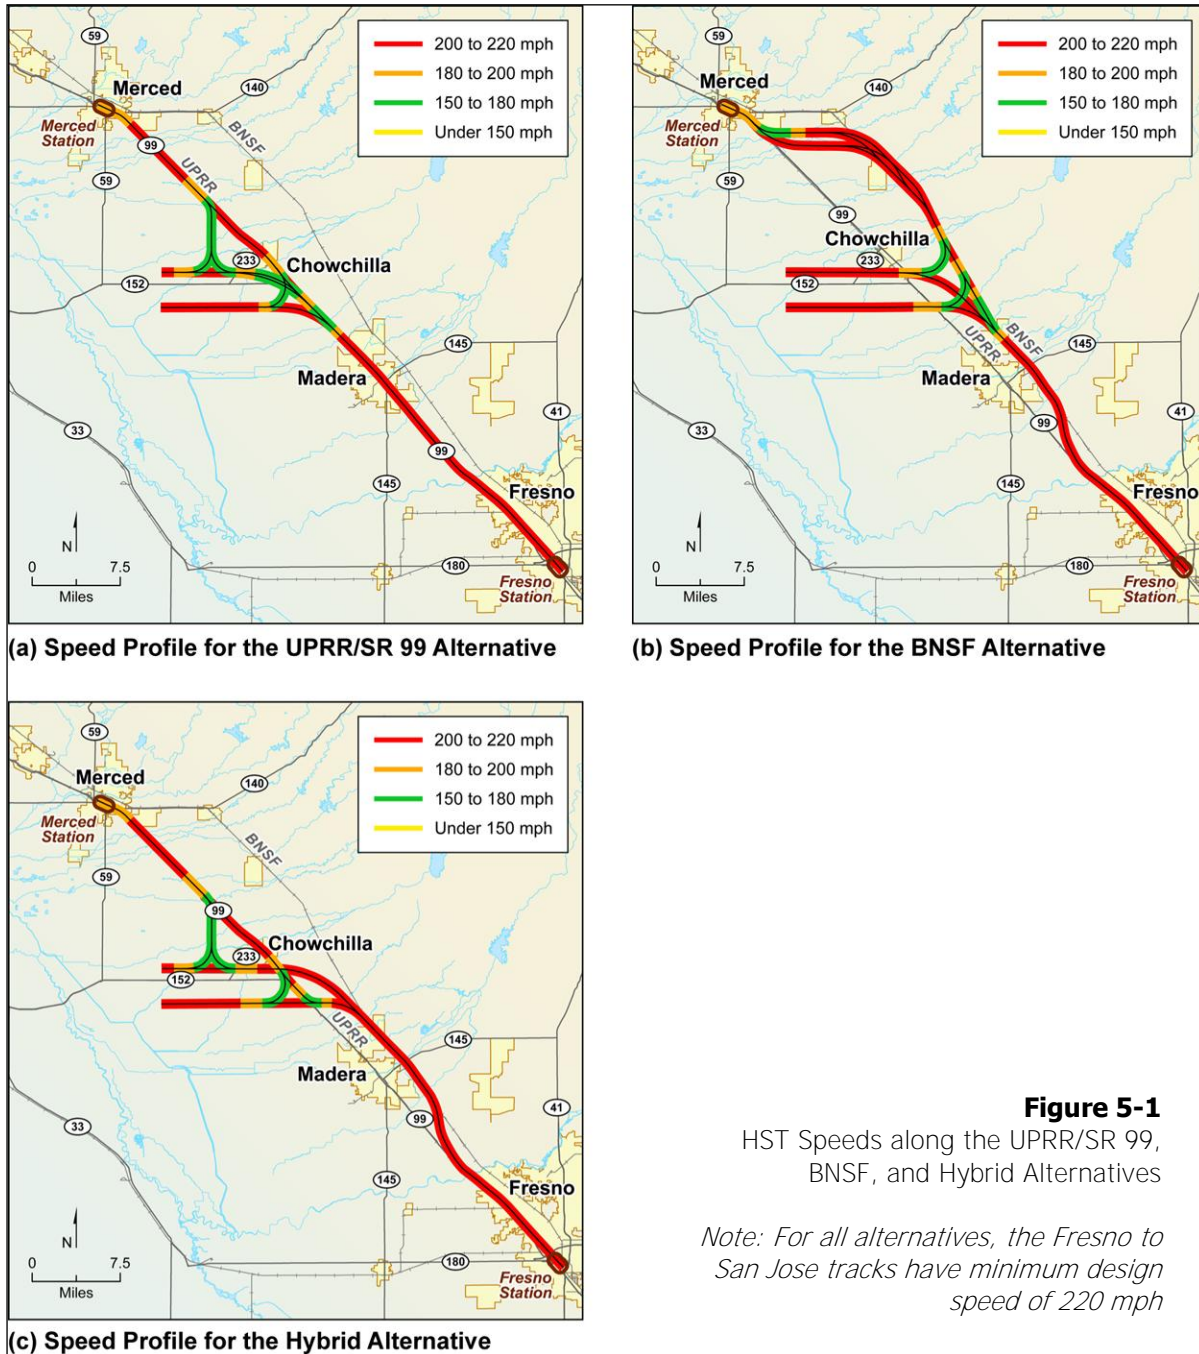 59
Merced
Merced
Station
140
99
BNSF
UPRR
59
233
Chowchilla
152
145
Madera
41
33
99
145
Fresno
N
0 7.5
Miles
180
Fresno
Station
200 to 220 mph
180 to 200 mph
150 to 180 mph
Under 150 mph
(a) Speed Profile for the UPRR/SR 99 Alternative
59
Merced
Merced
Station
140
59
99
Chowchilla
233
152
BNSF
UPRR
145
Madera
41
33
99
145
Fresno
N
0 7.5
Miles
180
Fresno
Station
200 to 220 mph
180 to 200 mph
150 to 180 mph
Under 150 mph
(b) Speed Profile for the BNSF Alternative
59
Merced
Merced
Station
140
BNSF
59
99
Chowchilla
233
152
UPRR
145
Madera
41
33
99
145
Fresno
N
0 7.5
Miles
180
Fresno
Station
200 to 220 mph
180 to 200 mph
150 to 180 mph
Under 150 mph
(c) Speed Profile for the Hybrid Alternative
Figure 5-1
HST Speeds along the UPRR/SR 99,
BNSF, and Hybrid Alternatives
Note: For all alternatives, the Fresno to
San Jose tracks have minimum design
speed of 220 mph